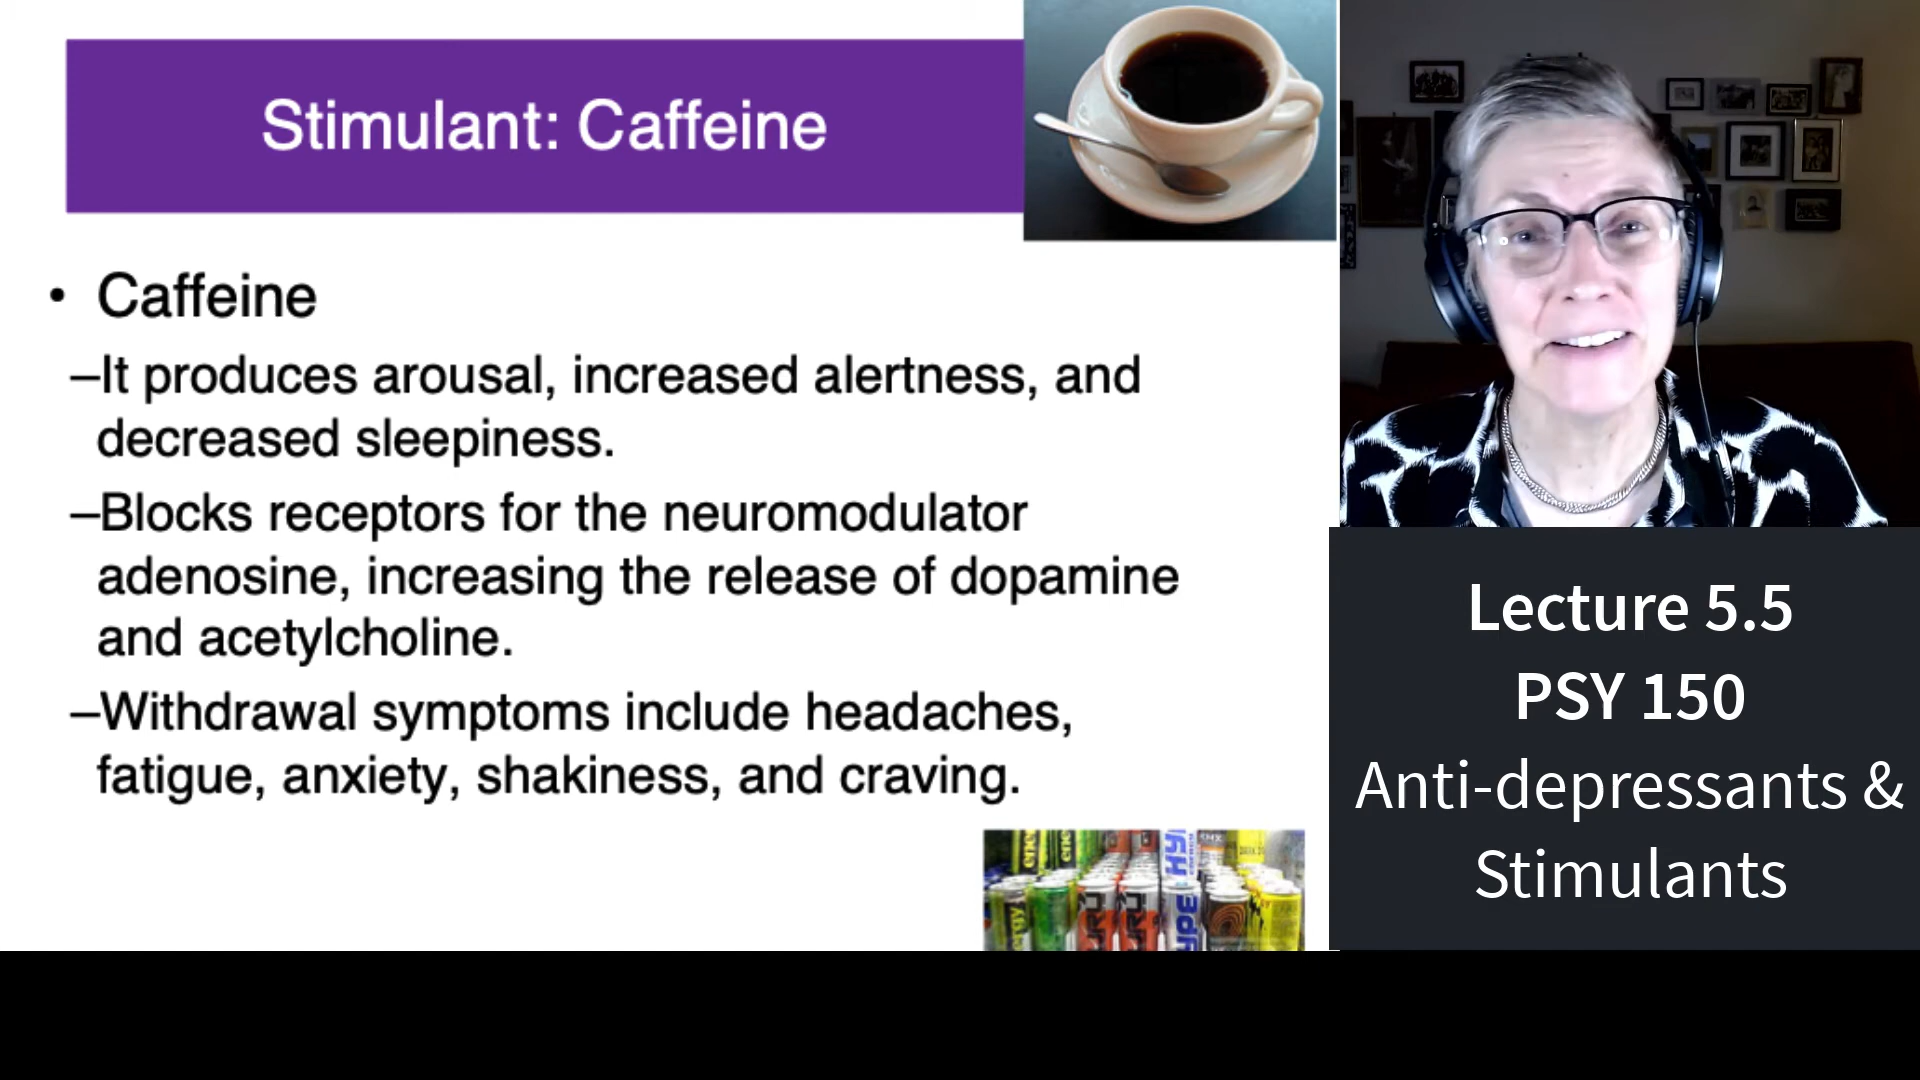 Stimulant: Caffeine
• Caffeine
–It produces arousal, increased alertness, and
decreased sleepiness.
–Blocks receptors for the neuromodulator
adenosine, increasing the release of dopamine
and acetylcholine.
–Withdrawal symptoms include headaches,
fatigue, anxiety, shakiness, and craving.
Lecture 5.5
PSY 150
Anti-depressants &
Stimulants